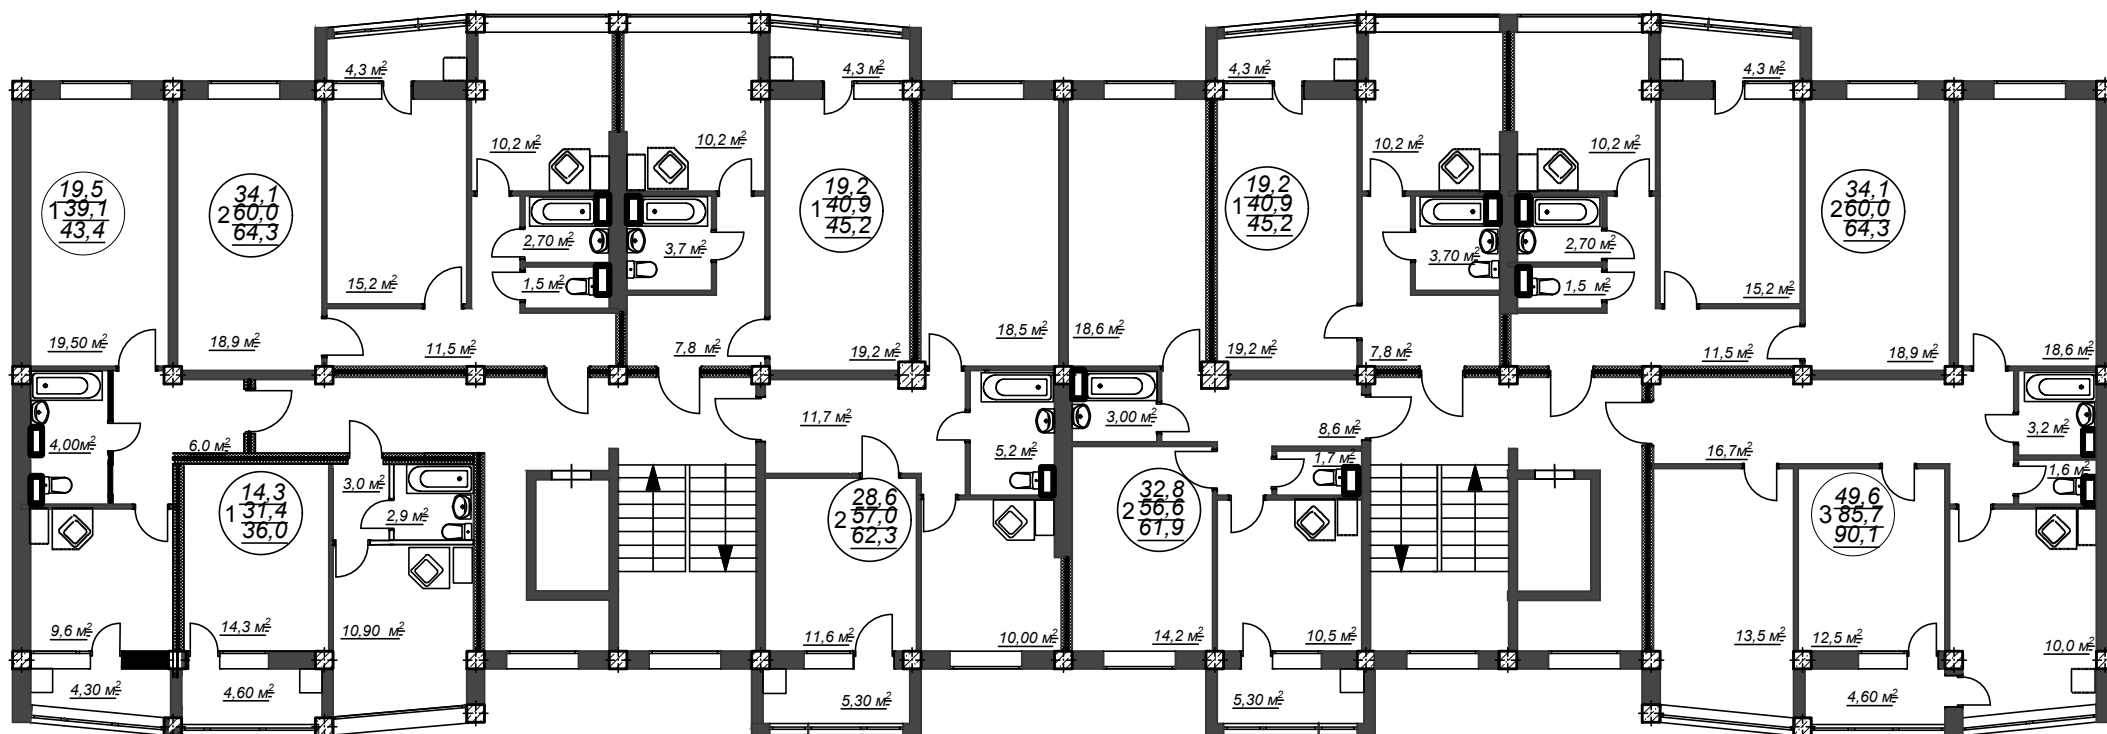 4,3 м²
4,3 м²
4,3 м²
4,3 м²
10,2 м²
10,2 м²
10,2 м²
10,2 м²
19,5
1 39,1
43,4
34,1
2 60,0
64,3
19,2
1 40,9
45,2
19,2
1 40,9
45,2
34,1
2 60,0
64,3
2,70 м²
3,7 м²
3,70 м²
2,70 м²
15,2 м²
1,5 м²
1,5 м²
15,2 м²
19,50 м²
18,9 м²
11,5 м²
7,8 м²
19,2 м²
18,5 м²
18,6 м²
19,2 м²
7,8 м²
11,5 м²
18,9 м²
18,6 м²
4,00м²
6,0 м²
11,7 м²
5,2 м²
3,00 м²
8,6 м²
1,7 м²
16,7м²
3,2 м²
1,6 м²
14,3
1 31,4
36,0
3,0 м²
2,9 м²
28,6
2 57,0
62,3
32,8
2 56,6
61,9
49,6
3 85,7
90,1
9,6 м²
14,3 м²
10,90 м²
11,6 м²
10,00 м²
14,2 м²
10,5 м²
13,5 м²
12,5 м²
10,0 м²
4,30 м²
4,60 м²
5,30 м²
5,30 м²
4,60 м²